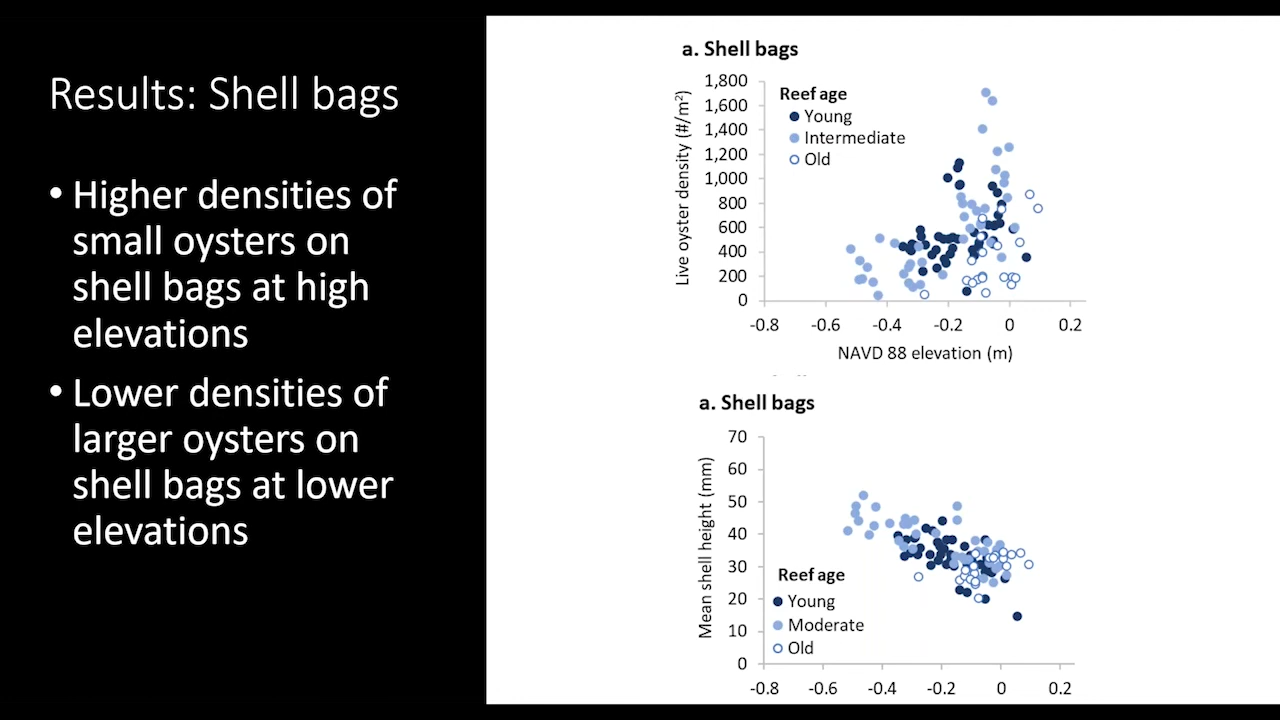 Results: Shell bags
• Higher densities of
small oysters on
shell bags at high
elevations
• Lower densities of
larger oysters on
shell bags at lower
elevations
a. Shell bags
Live oyster density (#/m²)
1,800
1,600
1,400
1,200
1,000
800
600
400
200
0
Reef age
Young
Intermediate
Old
-0.8 -0.6 -0.4 -0.2 0 0.2
NAVD 88 elevation (m)
a. Shell bags
Mean shell height (mm)
70
60
50
40
30
20
10
0
Reef age
Young
Moderate
Old
-0.8 -0.6 -0.4 -0.2 0 0.2